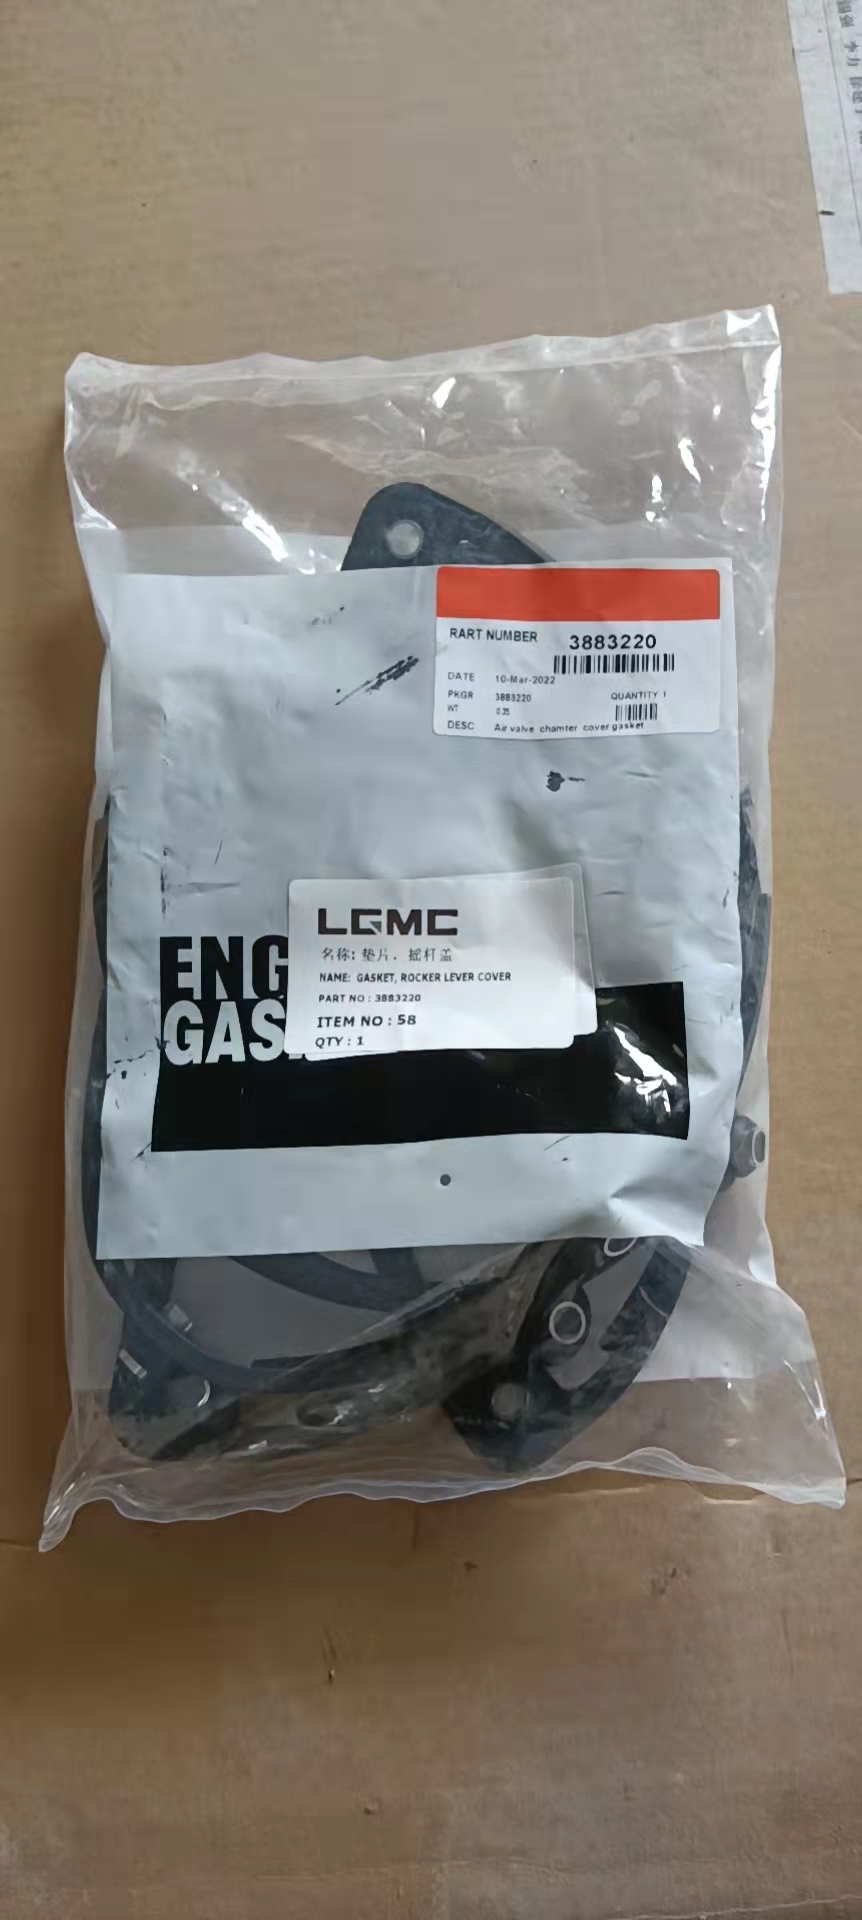 RART NUMBER 3883220
DATE 10-Mar-2022
PKGR 3883220 QUANTITY 1
WT 0.35
DESC Air valve chamter cover gasket
LGMC
名称: 垫片、摇杆盖
NAME: GASKET, ROCKER LEVER COVER
PART NO : 3883220
ITEM NO : 58
QTY : 1
ENG
GAS